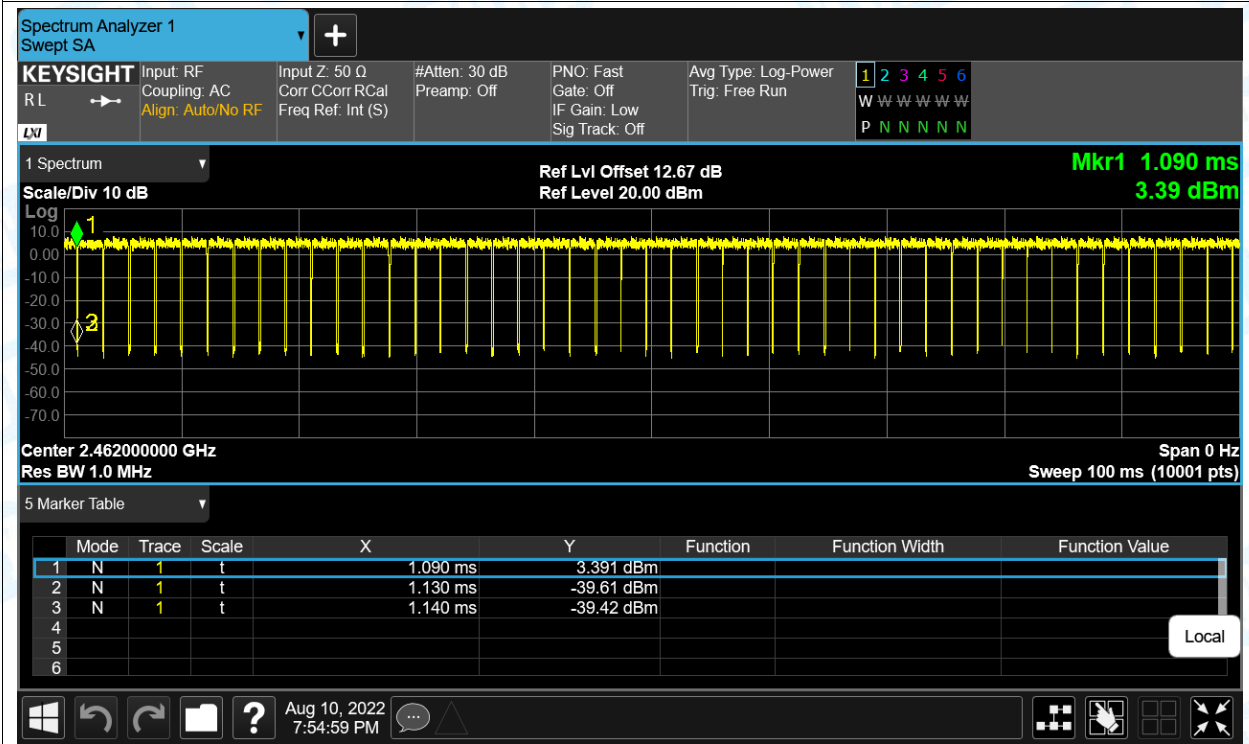 Spectrum Analyzer 1
Swept SA
KEYSIGHT Input: RF Input Z: 50 Ω #Atten: 30 dB PNO: Fast Avg Type: Log-Power 1 2 3 4 5 6
R L Coupling: AC Corr CCorr RCal Preamp: Off Gate: Off Trig: Free Run W W W W W W
Align: Auto/No RF Freq Ref: Int (S) IF Gain: Low
LXI Sig Track: Off P N N N N N
1 Spectrum Ref Lvl Offset 12.67 dB Mkr1 1.090 ms
Scale/Div 10 dB Ref Level 20.00 dBm 3.39 dBm
Log
1
10.0
0.00
-10.0
-20.0
-30.0
-40.0
-50.0
-60.0
-70.0
Center 2.462000000 GHz Span 0 Hz
Res BW 1.0 MHz Sweep 100 ms (10001 pts)
5 Marker Table
Mode Trace Scale X Y Function Function Width Function Value
1 N 1 t 1.090 ms 3.391 dBm
2 N 1 t 1.130 ms -39.61 dBm
3 N 1 t 1.140 ms -39.42 dBm
4
5
6
Local
? Aug 10, 2022
7:54:59 PM